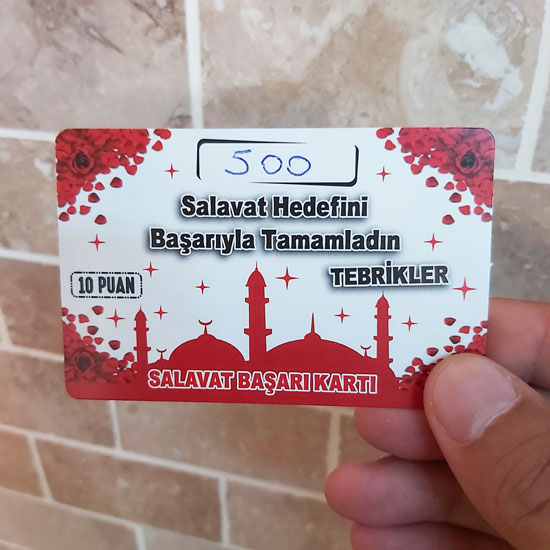 500
Salavat Hedefini
Başarıyla Tamamladın
TEBRİKLER
10 PUAN
SALAVAT BAŞARI KARTI